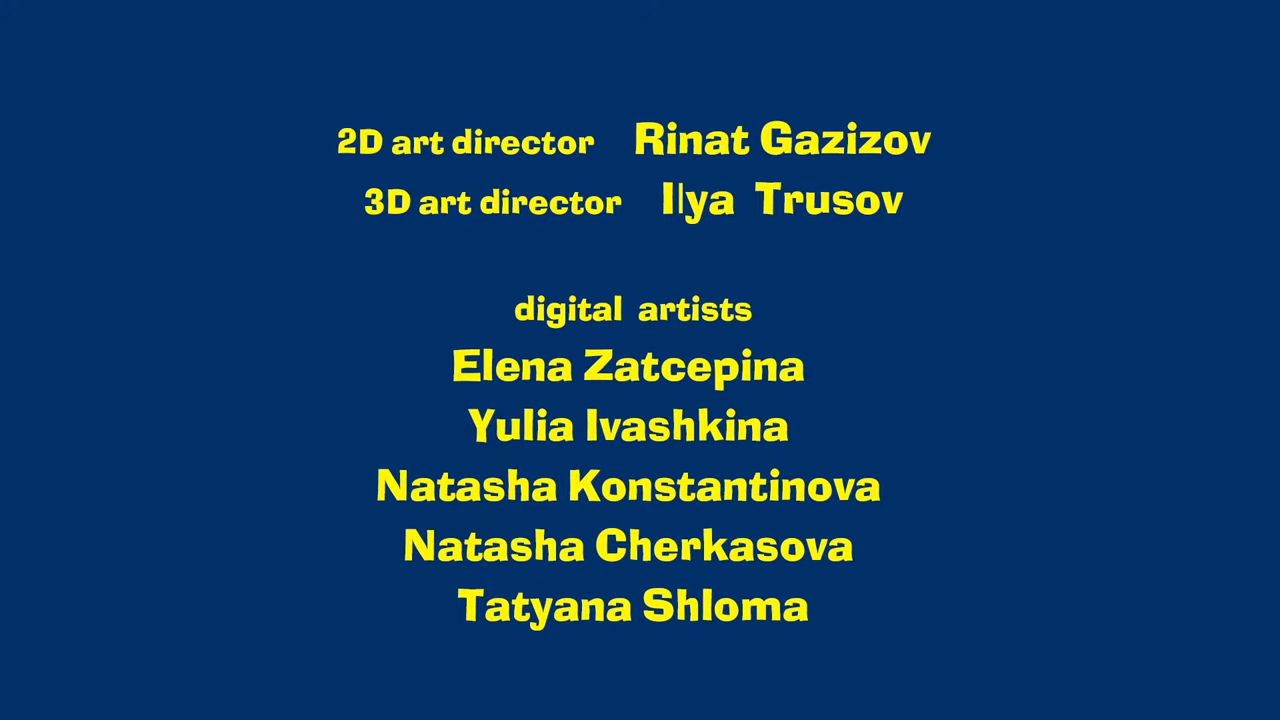 2D art director Rinat Gazizov
3D art director Ilya Trusov
digital artists
Elena Zatcepina
Yulia Ivashkina
Natasha Konstantinova
Natasha Cherkasova
Tatyana Shloma